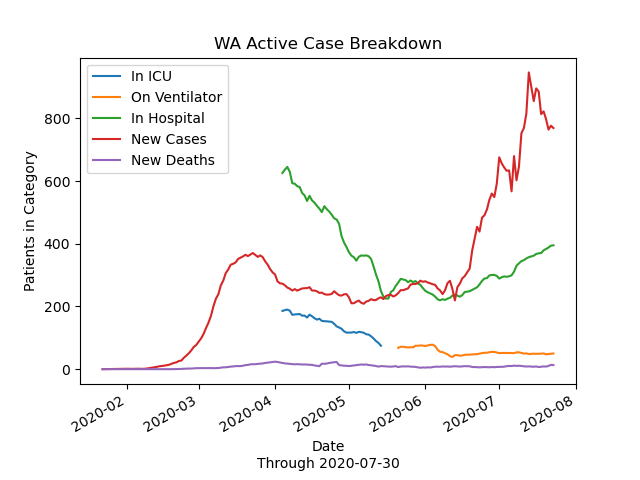 WA Active Case Breakdown
In ICU
On Ventilator
In Hospital
New Cases
New Deaths
Patients in Category
800
600
400
200
0
2020-02
2020-03
2020-04
2020-05
2020-06
2020-07
2020-08
Date
Through 2020-07-30